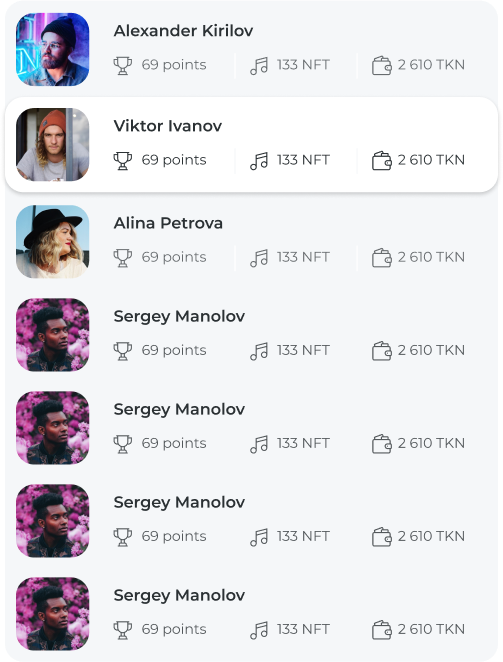 Alexander Kirilov
69 points 133 NFT 2 610 TKN
Viktor Ivanov
69 points 133 NFT 2 610 TKN
Alina Petrova
69 points 133 NFT 2 610 TKN
Sergey Manolov
69 points 133 NFT 2 610 TKN
Sergey Manolov
69 points 133 NFT 2 610 TKN
Sergey Manolov
69 points 133 NFT 2 610 TKN
Sergey Manolov
69 points 133 NFT 2 610 TKN